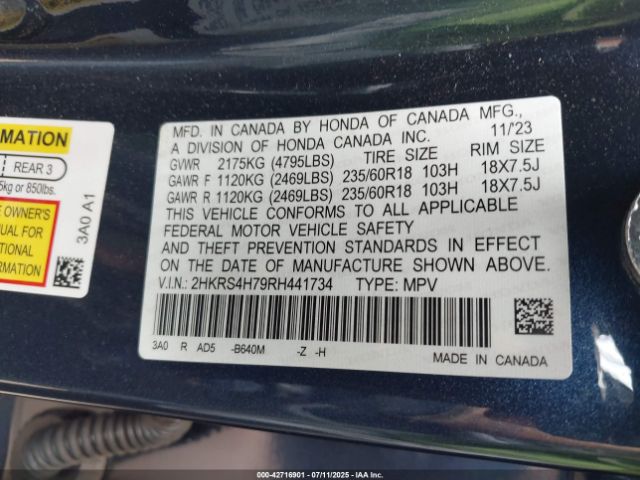 RMATION
REAR 3
5kg or 850lbs.
E OWNER'S
NUAL FOR
TIONAL
ORMATION
3A0 A1
MFD. IN CANADA BY HONDA OF CANADA MFG.,
A DIVISION OF HONDA CANADA INC. 11/'23
GVWR 2175KG (4795LBS) TIRE SIZE RIM SIZE
GAWR F 1120KG (2469LBS) 235/60R18 103H 18X7.5J
GAWR R 1120KG (2469LBS) 235/60R18 103H 18X7.5J
THIS VEHICLE CONFORMS TO ALL APPLICABLE
FEDERAL MOTOR VEHICLE SAFETY
AND THEFT PREVENTION STANDARDS IN EFFECT
ON THE DATE OF MANUFACTURE SHOWN ABOVE.
V.I.N.: 2HKRS4H79RH441734 TYPE: MPV
3A0 R AD5 -B640M -Z -H
MADE IN CANADA
000-42716901 - 07/11/2025 - IAAI.COM